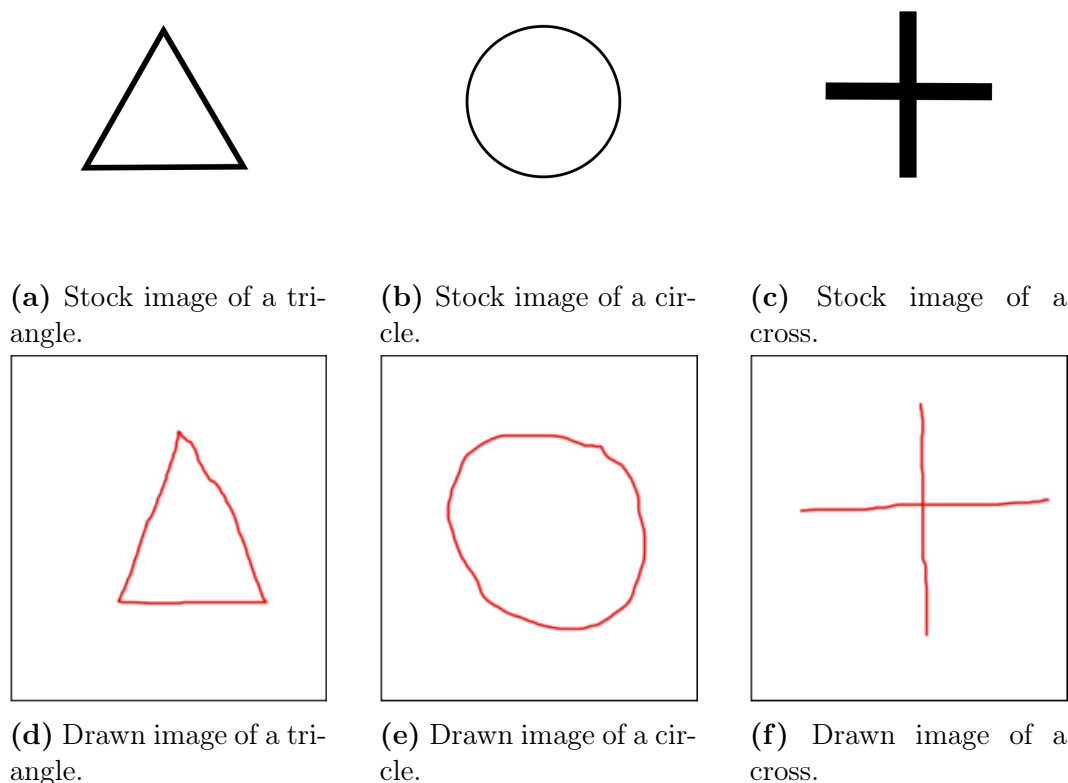 (a) Stock image of a tri-
angle.
(b) Stock image of a cir-
cle.
(c) Stock image of a
cross.
(d) Drawn image of a tri-
angle.
(e) Drawn image of a cir-
cle.
(f) Drawn image of a
cross.